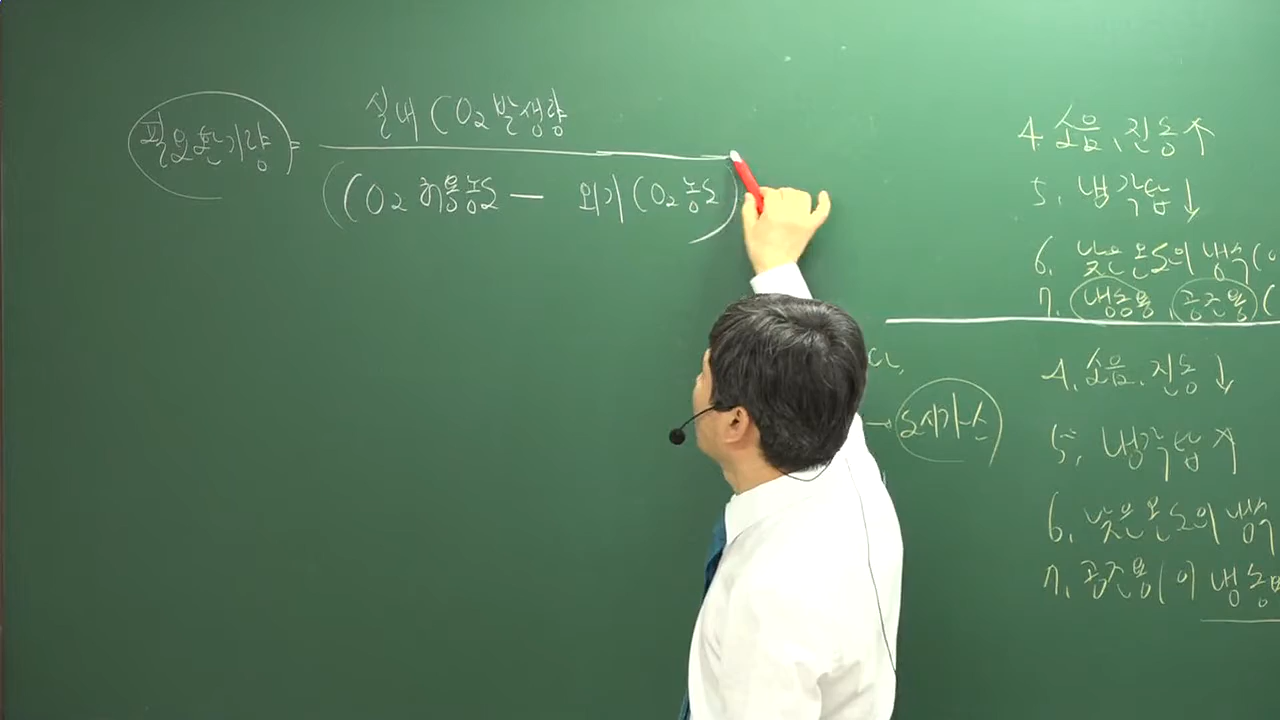 필요환기량 =
실내 CO₂ 발생량
(CO₂ 허용농도 - 외기 CO₂ 농도)
4. 소음, 진동↑
5. 냉각탑↓
6. 낮은 온도의 냉수(
7. 냉동용, 공조용 (
도시가스
4. 소음, 진동↓
5. 냉각탑↑
6. 낮은 온도의 냉수
7. 공조용(이 냉동